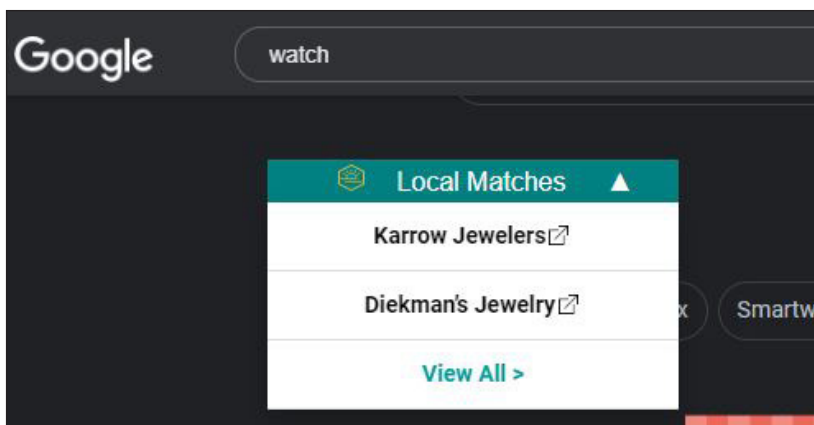 Google
watch
Local Matches ▲
Karrow Jewelers
Diekman's Jewelry
x
Smartw
View All >